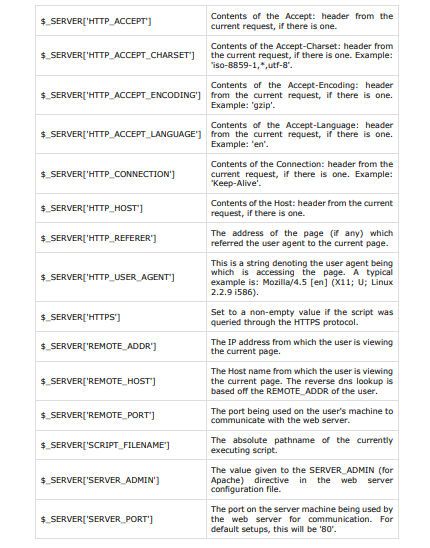 $_SERVER['HTTP_ACCEPT']
Contents of the Accept: header from the
current request, if there is one.
$_SERVER['HTTP_ACCEPT_CHARSET']
Contents of the Accept-Charset: header from
the current request, if there is one. Example:
'iso-8859-1,*,utf-8'.
$_SERVER['HTTP_ACCEPT_ENCODING']
Contents of the Accept-Encoding: header
from the current request, if there is one.
Example: 'gzip'.
$_SERVER['HTTP_ACCEPT_LANGUAGE']
Contents of the Accept-Language: header
from the current request, if there is one.
Example: 'en'.
$_SERVER['HTTP_CONNECTION']
Contents of the Connection: header from the
current request, if there is one. Example:
'Keep-Alive'.
$_SERVER['HTTP_HOST']
Contents of the Host: header from the current
request, if there is one.
$_SERVER['HTTP_REFERER']
The address of the page (if any) which
referred the user agent to the current page.
$_SERVER['HTTP_USER_AGENT']
This is a string denoting the user agent being
which is accessing the page. A typical
example is: Mozilla/4.5 [en] (X11; U; Linux
2.2.9 i586).
$_SERVER['HTTPS']
Set to a non-empty value if the script was
queried through the HTTPS protocol.
$_SERVER['REMOTE_ADDR']
The IP address from which the user is viewing
the current page.
$_SERVER['REMOTE_HOST']
The Host name from which the user is viewing
the current page. The reverse dns lookup is
based off the REMOTE_ADDR of the user.
$_SERVER['REMOTE_PORT']
The port being used on the user's machine to
communicate with the web server.
$_SERVER['SCRIPT_FILENAME']
The absolute pathname of the currently
executing script.
$_SERVER['SERVER_ADMIN']
The value given to the SERVER_ADMIN (for
Apache) directive in the web server
configuration file.
$_SERVER['SERVER_PORT']
The port on the server machine being used by
the web server for communication. For
default setups, this will be '80'.